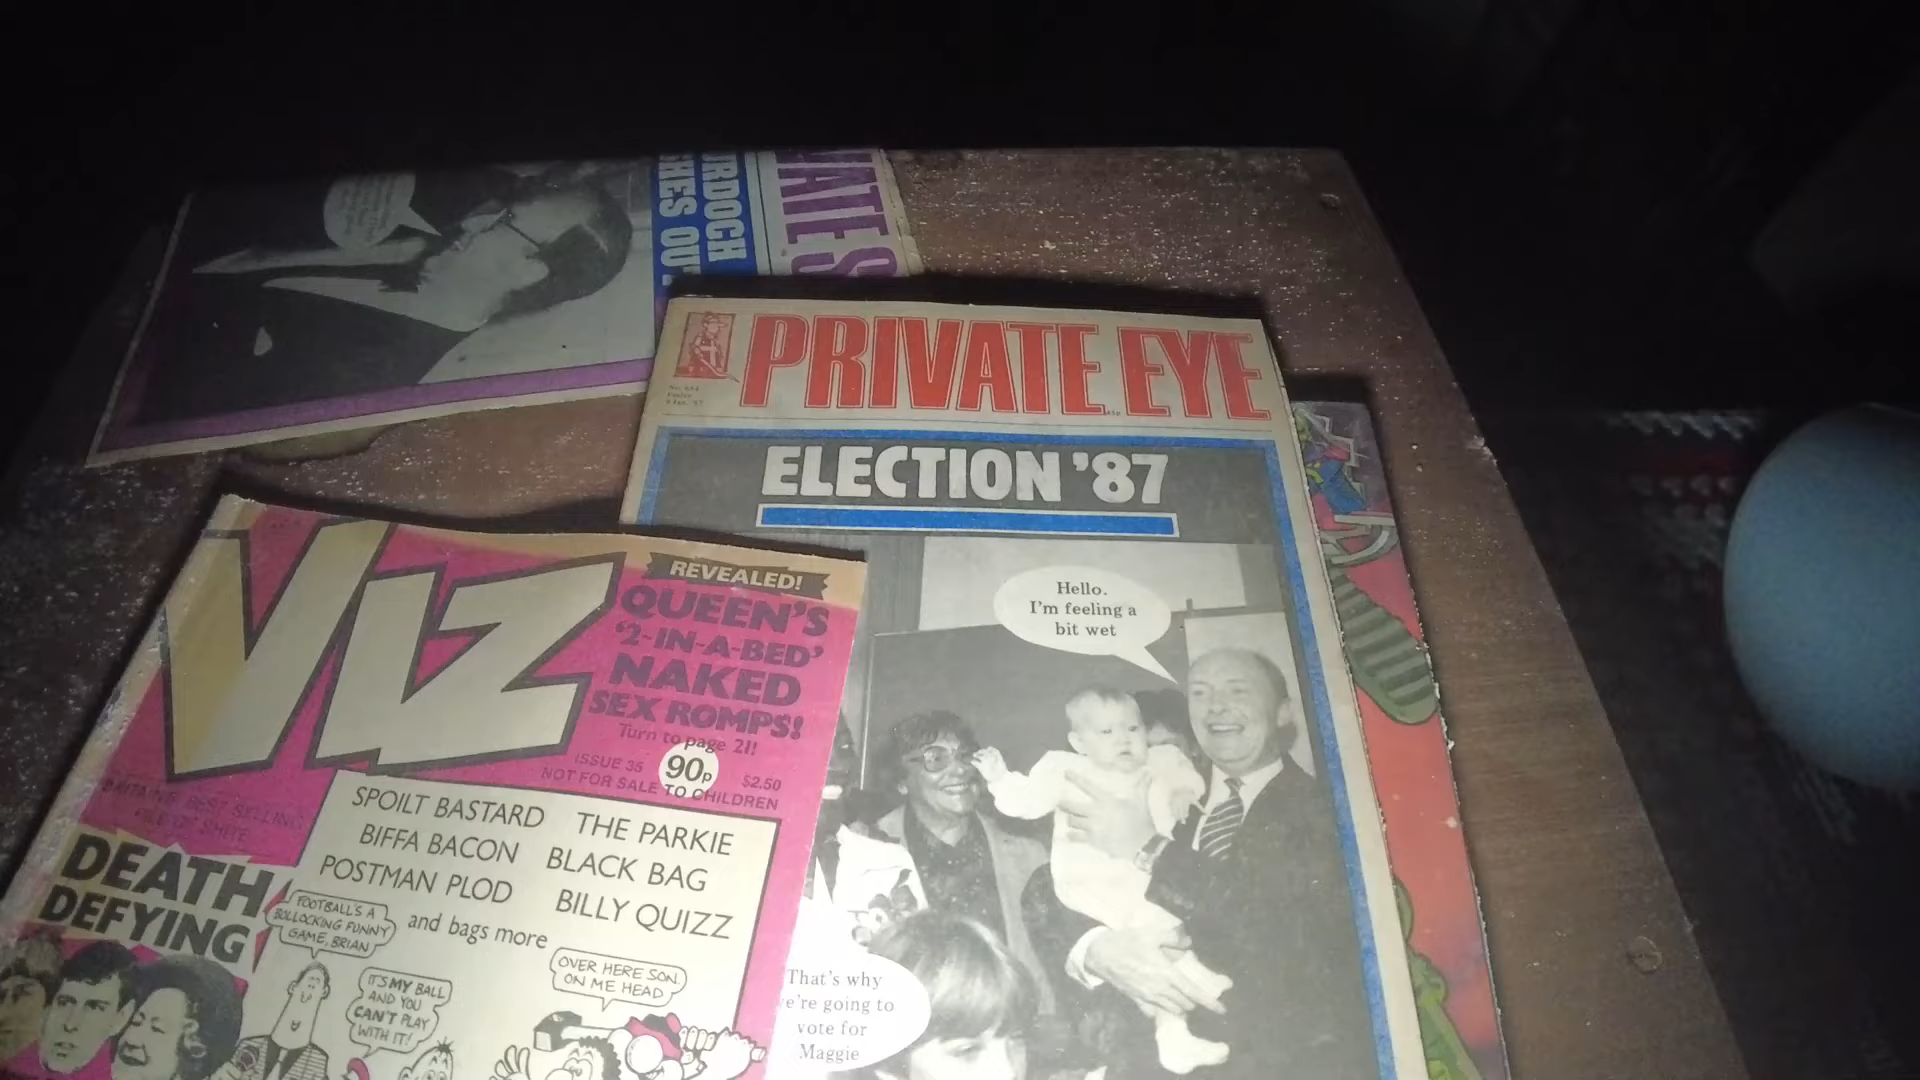 PRIVATE EYE
ELECTION '87
Hello.
I'm feeling a
bit wet
That's why
e're going to
vote for
Maggie
VIZ
REVEALED!
QUEEN'S
'2-IN-A-BED'
NAKED
SEX ROMPS!
Turn to page 21!
ISSUE 35
90p
$2.50
NOT FOR SALE TO CHILDREN
SPOILT BASTARD THE PARKIE
BIFFA BACON BLACK BAG
POSTMAN PLOD BILLY QUIZZ
and bags more
DEATH
DEFYING
FOOTBALL'S A
BOLLOCKING FUNNY
GAME, BRIAN
IT'S MY BALL
AND YOU
CAN'T PLAY
WITH IT!
OVER HERE SON.
ON ME HEAD
VATE S
RDOCH
HES OUT